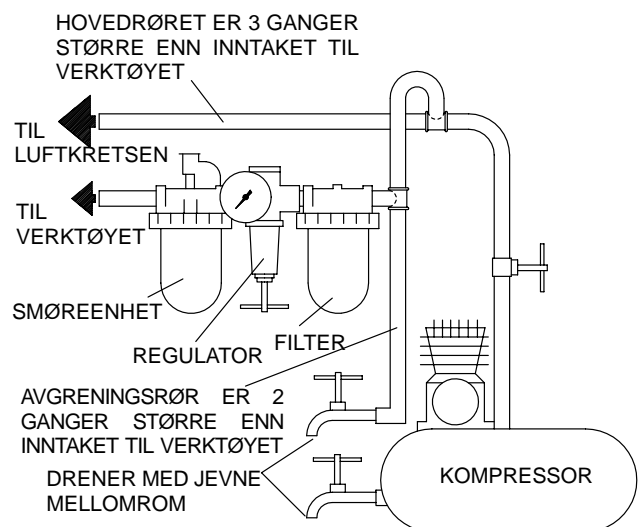 HOVEDRØRET ER 3 GANGER
STØRRE ENN INNTAKET TIL
VERKTØYET
TIL
LUFTKRETSEN
TIL
VERKTØYET
SMØREENHET
REGULATOR
FILTER
AVGRENINGSRØR ER 2
GANGER STØRRE ENN
INNTAKET TIL VERKTØYET
DRENER MED JEVNE
MELLOMROM
KOMPRESSOR